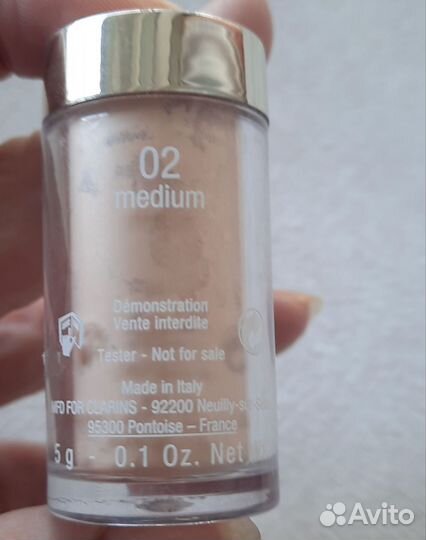 02
medium
Démonstration
Vente Interdite
Tester - Not for sale
Made in Italy
MFD FOR CLARINS - 92200 Neuilly-
95300 Pontoise - France
5 g - 0.1 Oz. Net
Avito